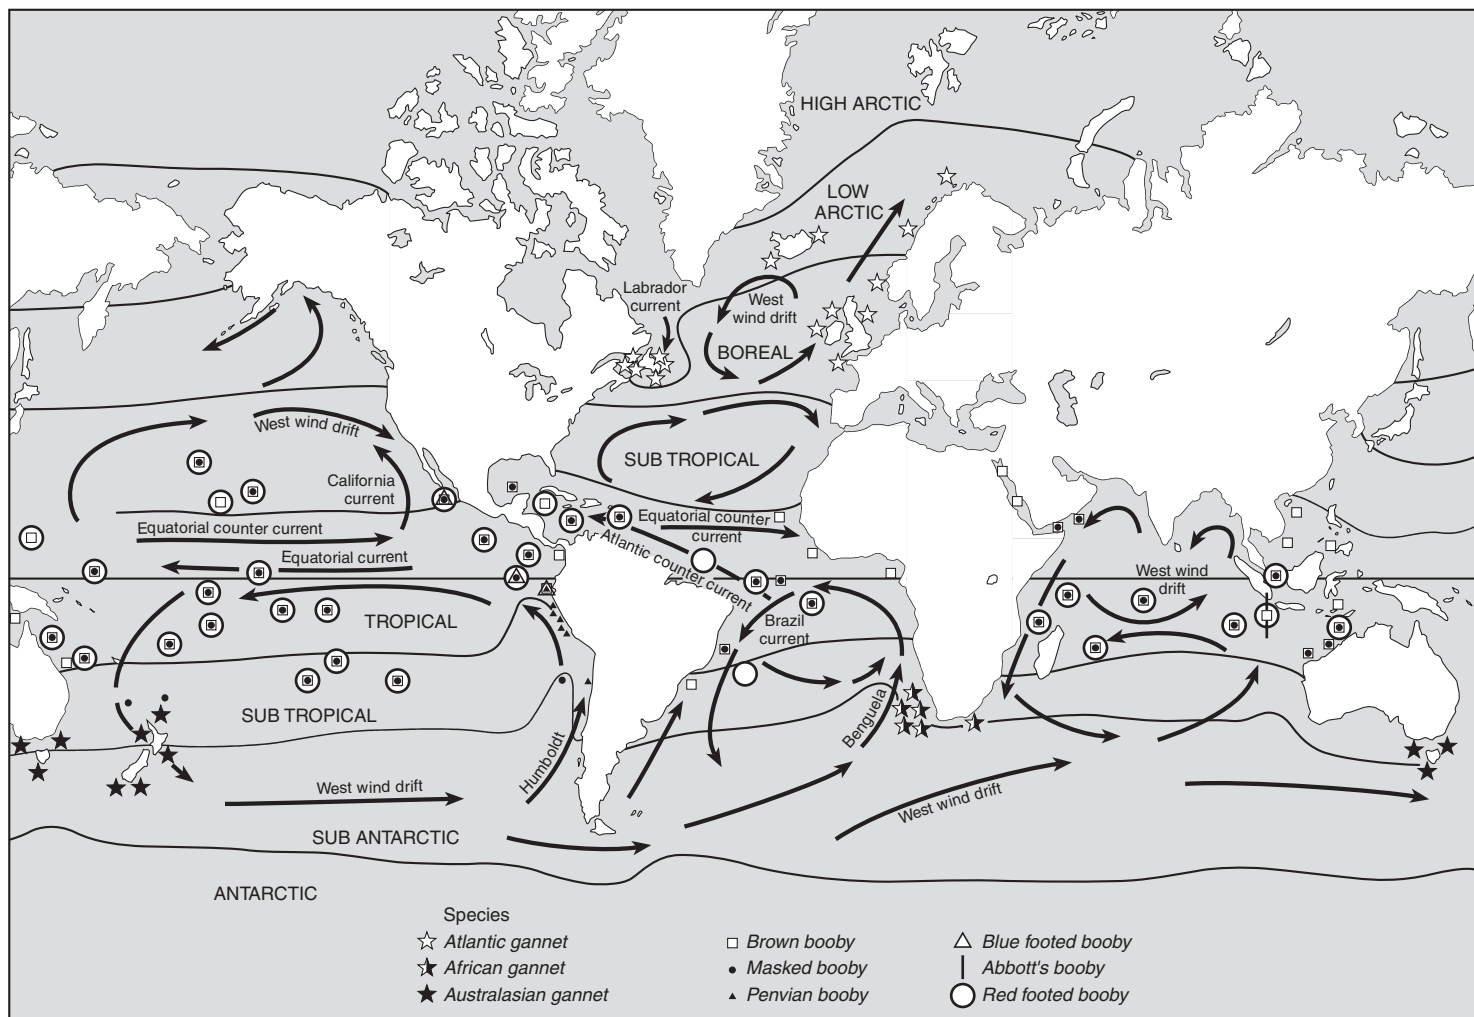 HIGH ARCTIC
LOW
ARCTIC
Labrador
current
West
wind drift
BOREAL
West wind drift
SUB TROPICAL
California
current
Equatorial counter current
Equatorial counter
current
Equatorial current
Atlantic counter current
West wind
drift
TROPICAL
Brazil
current
SUB TROPICAL
Benguela
Humboldt
West wind drift
West wind drift
SUB ANTARCTIC
ANTARCTIC
Species
Atlantic gannet
African gannet
Australasian gannet
Brown booby
Masked booby
Penvian booby
Blue footed booby
Abbott's booby
Red footed booby